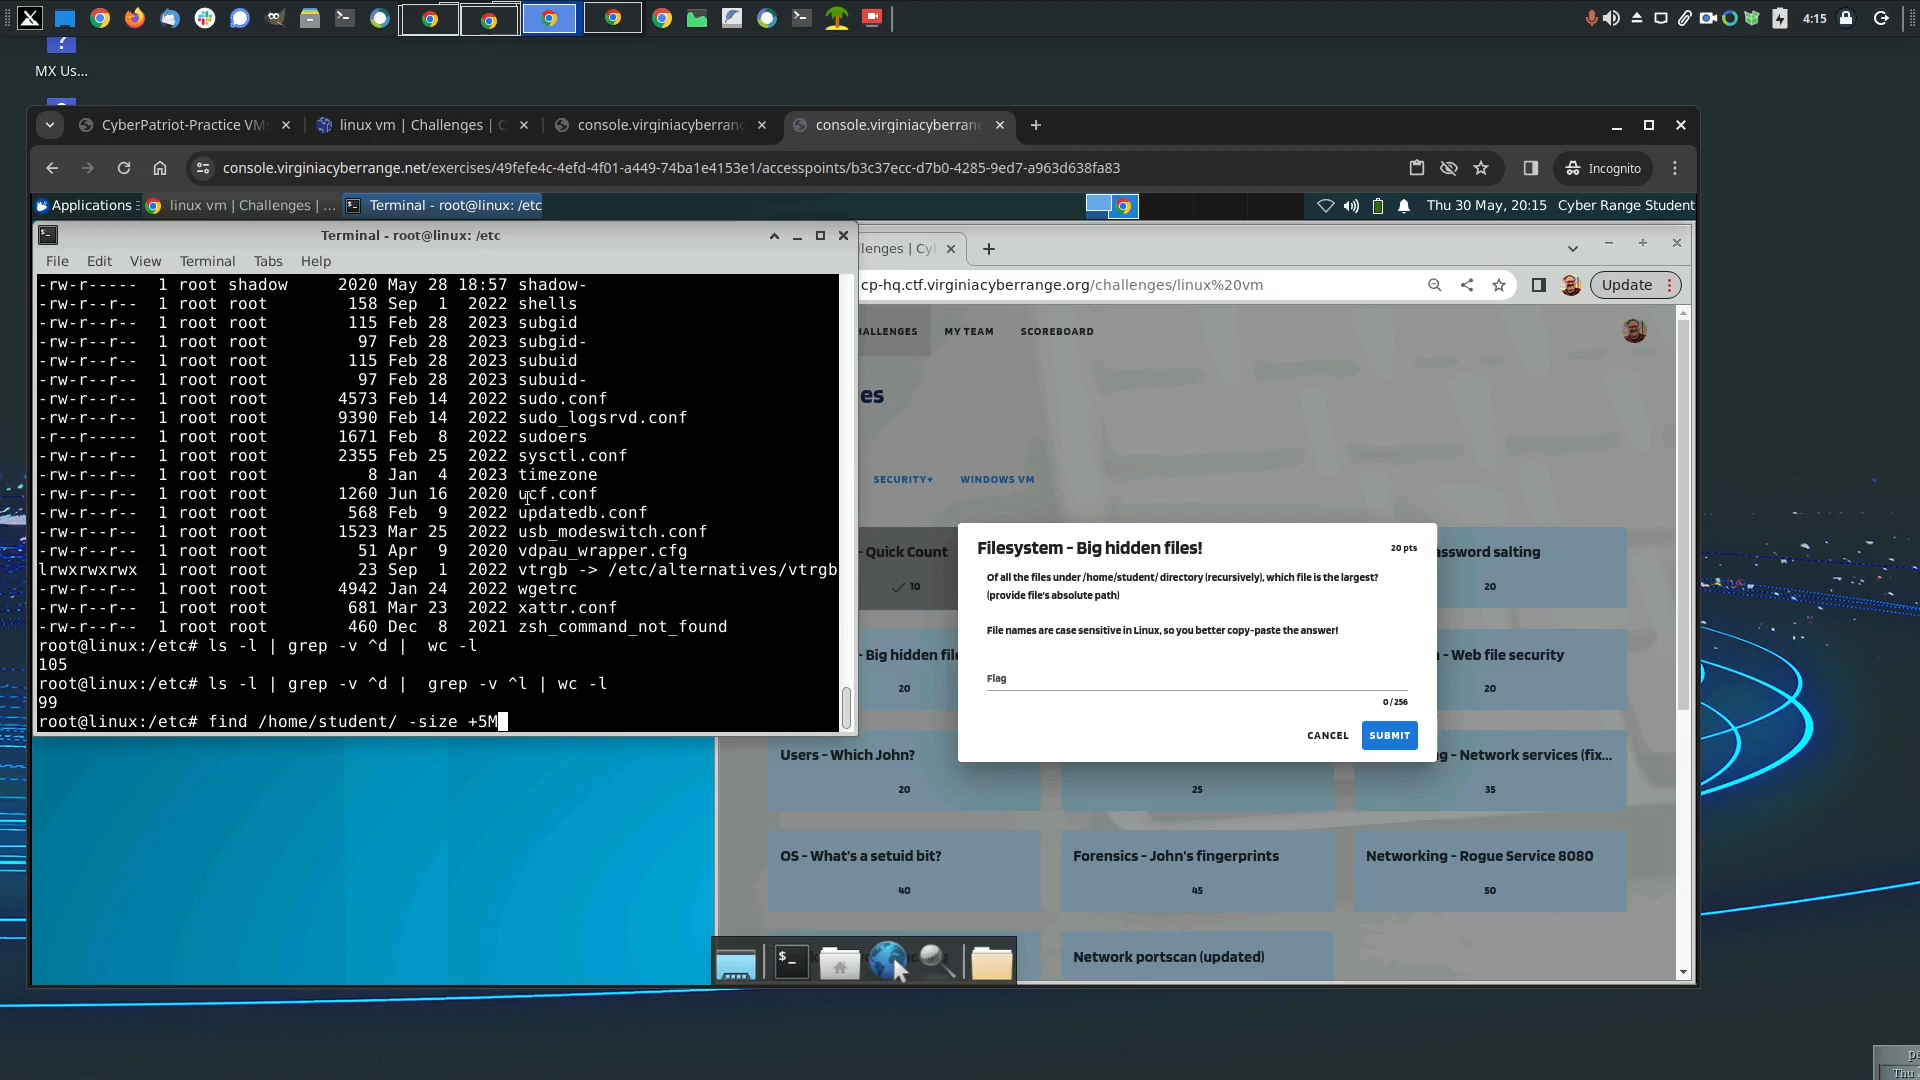 4:15
MX Us...
CyberPatriot-Practice VMs
linux vm | Challenges | C
console.virginiacyberrang
console.virginiacyberrang
console.virginiacyberrange.net/exercises/49fefe4c-4efd-4f01-a449-74ba1e4153e1/accesspoints/b3c37ecc-d7b0-4285-9ed7-a963d638fa83
Incognito
Applications
linux vm | Challenges | ...
Terminal - root@linux: /etc
Thu 30 May, 20:15
Cyber Range Student
Terminal - root@linux: /etc
File Edit View Terminal Tabs Help
-rw-r----- 1 root shadow 2020 May 28 18:57 shadow-
-rw-r--r-- 1 root root 158 Sep 1 2022 shells
-rw-r--r-- 1 root root 115 Feb 28 2023 subgid
-rw-r--r-- 1 root root 97 Feb 28 2023 subgid-
-rw-r--r-- 1 root root 115 Feb 28 2023 subuid
-rw-r--r-- 1 root root 97 Feb 28 2023 subuid-
-rw-r--r-- 1 root root 4573 Feb 14 2022 sudo.conf
-rw-r--r-- 1 root root 9390 Feb 14 2022 sudo_logsrvd.conf
-r--r----- 1 root root 1671 Feb 8 2022 sudoers
-rw-r--r-- 1 root root 2355 Feb 25 2022 sysctl.conf
-rw-r--r-- 1 root root 8 Jan 4 2023 timezone
-rw-r--r-- 1 root root 1260 Jun 16 2020 ucf.conf
-rw-r--r-- 1 root root 568 Feb 9 2022 updatedb.conf
-rw-r--r-- 1 root root 1523 Mar 25 2022 usb_modeswitch.conf
-rw-r--r-- 1 root root 51 Apr 9 2020 vdpau_wrapper.cfg
lrwxrwxrwx 1 root root 23 Sep 1 2022 vtrgb -> /etc/alternatives/vtrgb
-rw-r--r-- 1 root root 4942 Jan 24 2022 wgetrc
-rw-r--r-- 1 root root 681 Mar 23 2022 xattr.conf
-rw-r--r-- 1 root root 460 Dec 8 2021 zsh_command_not_found
root@linux:/etc# ls -l | grep -v ^d | wc -l
105
root@linux:/etc# ls -l | grep -v ^d | grep -v ^l | wc -l
99
root@linux:/etc# find /home/student/ -size +5M
lenges | Cy
cp-hq.ctf.virginiacyberrange.org/challenges/linux%20vm
Update
HALLENGES
MY TEAM
SCOREBOARD
es
SECURITY+
WINDOWS VM
- Quick Count
10
assword salting
20
- Big hidden file
20
- Web file security
20
Filesystem - Big hidden files!
20 pts
Of all the files under /home/student/ directory (recursively), which file is the largest?
(provide file's absolute path)
File names are case sensitive in Linux, so you better copy-paste the answer!
Flag
0 / 256
CANCEL
SUBMIT
Users - Which John?
20
25
g - Network services (fix...
35
OS - What's a setuid bit?
40
Forensics - John's fingerprints
45
Networking - Rogue Service 8080
50
Network portscan (updated)